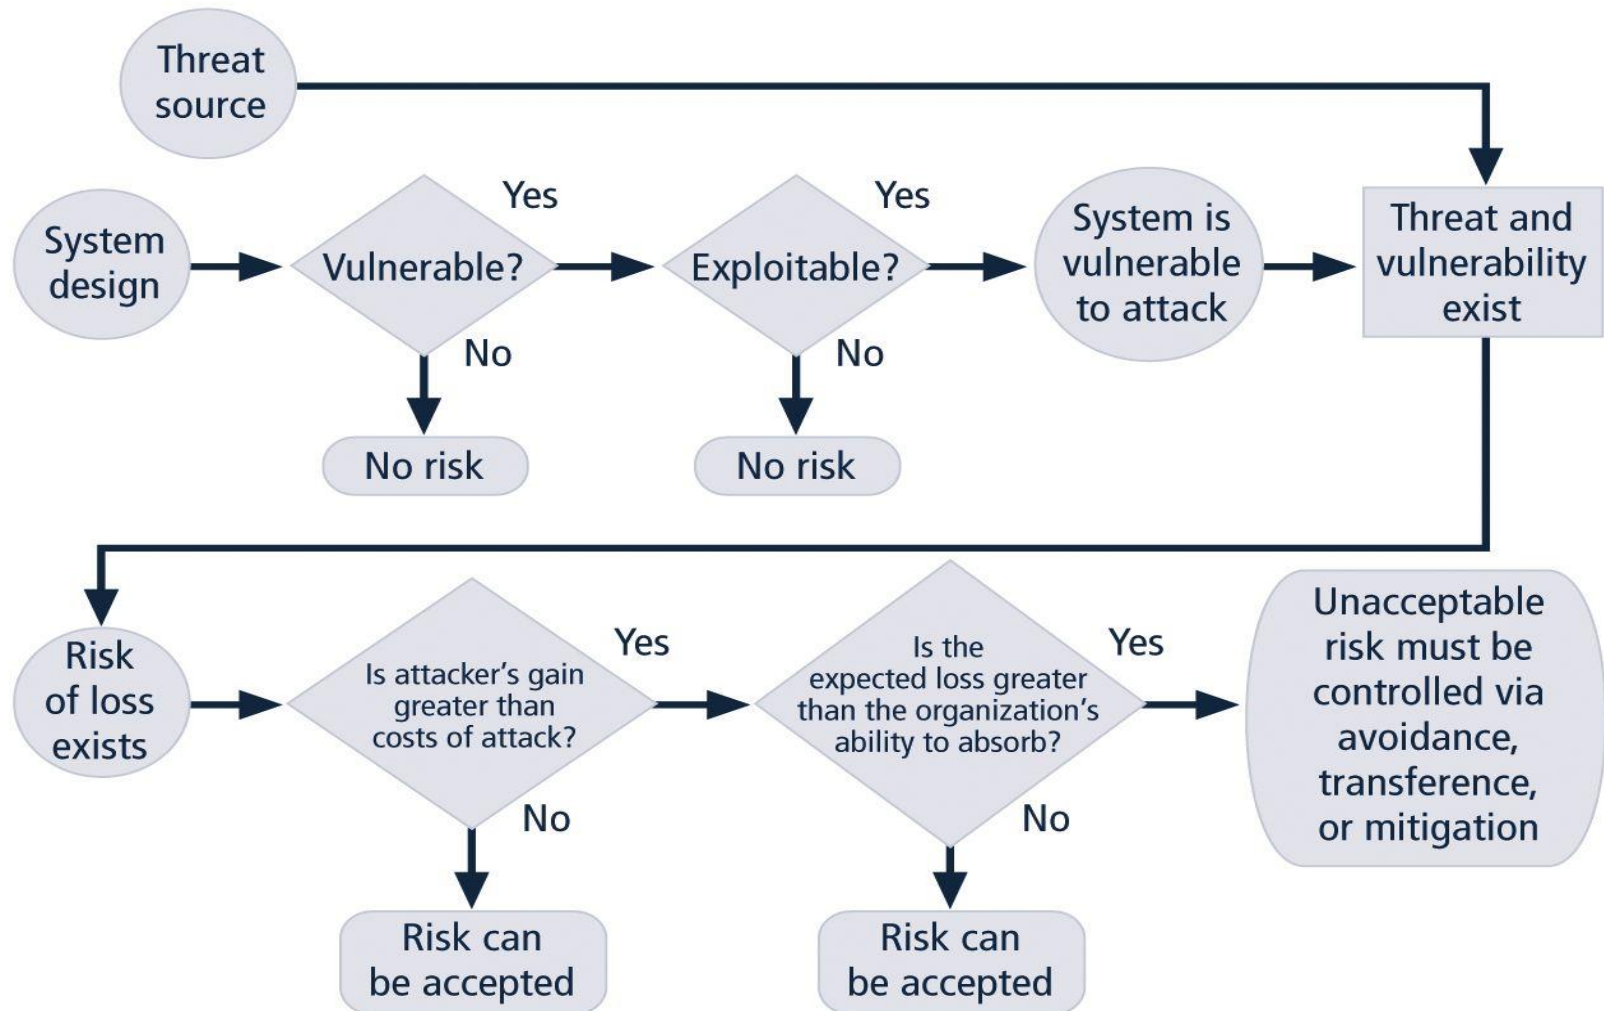 Threat
source
System
design
Vulnerable?
Yes
No
No risk
Exploitable?
Yes
No
No risk
System is
vulnerable
to attack
Threat and
vulnerability
exist
Risk
of loss
exists
Is attacker’s gain
greater than
costs of attack?
Yes
No
Risk can
be accepted
Is the
expected loss greater
than the organization’s
ability to absorb?
Yes
No
Risk can
be accepted
Unacceptable
risk must be
controlled via
avoidance,
transference,
or mitigation